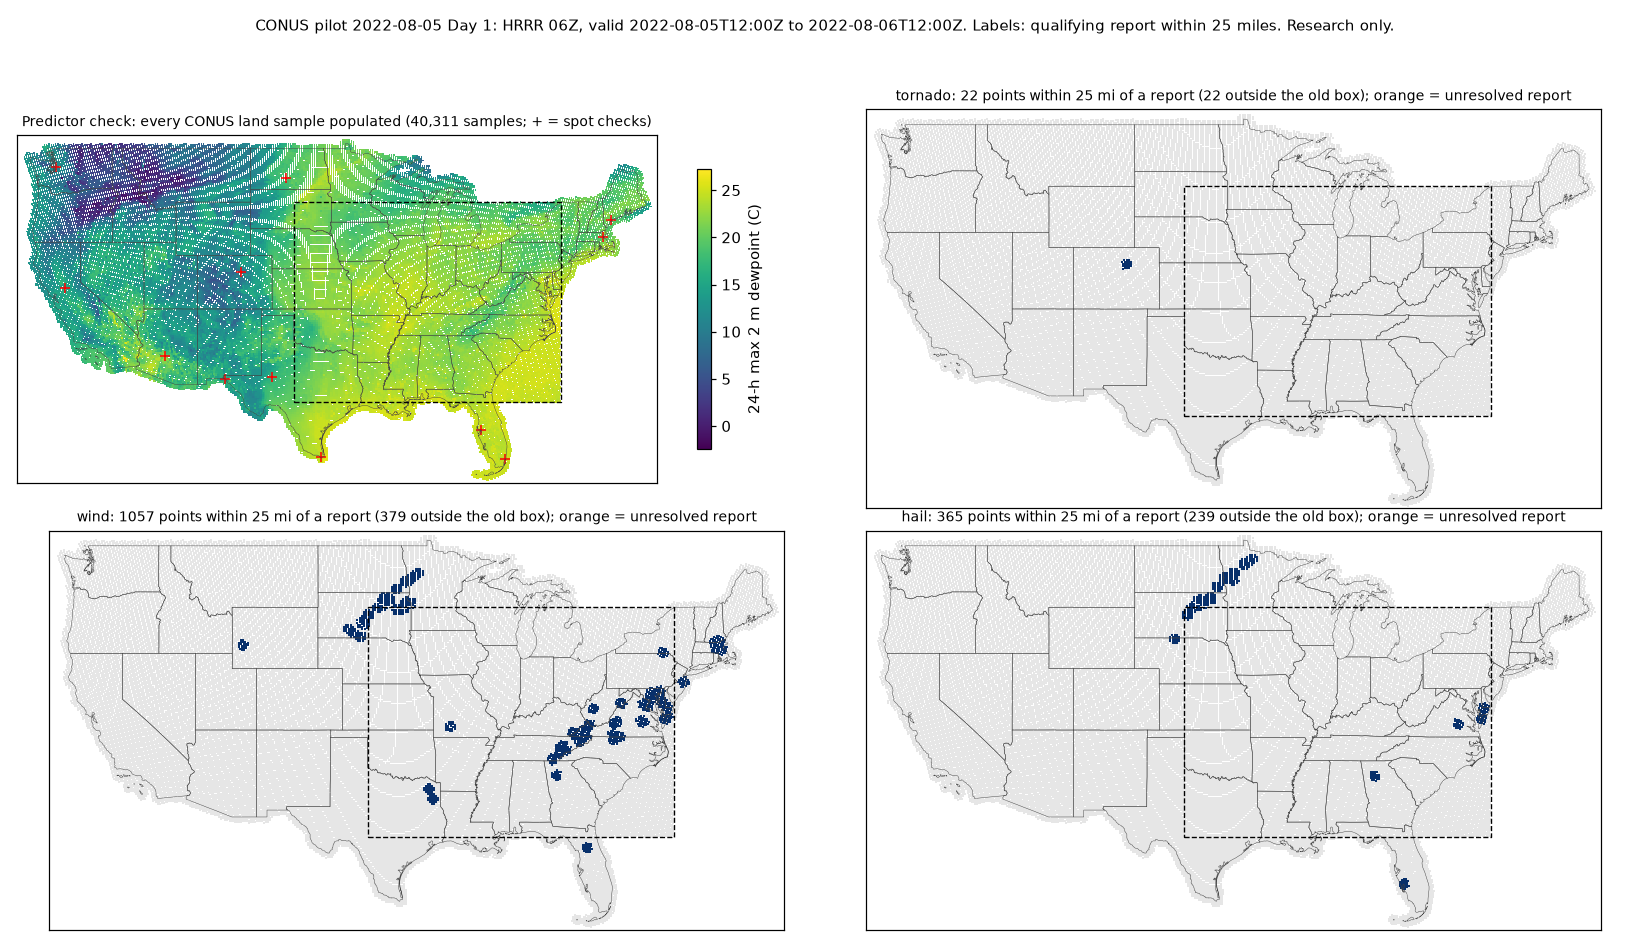 CONUS pilot 2022-08-05 Day 1: HRRR 06Z, valid 2022-08-05T12:00Z to 2022-08-06T12:00Z. Labels: qualifying report within 25 miles. Research only.
Predictor check: every CONUS land sample populated (40,311 samples; + = spot checks)
25
20
15
10
5
0
24-h max 2 m dewpoint (C)
tornado: 22 points within 25 mi of a report (22 outside the old box); orange = unresolved report
wind: 1057 points within 25 mi of a report (379 outside the old box); orange = unresolved report
hail: 365 points within 25 mi of a report (239 outside the old box); orange = unresolved report